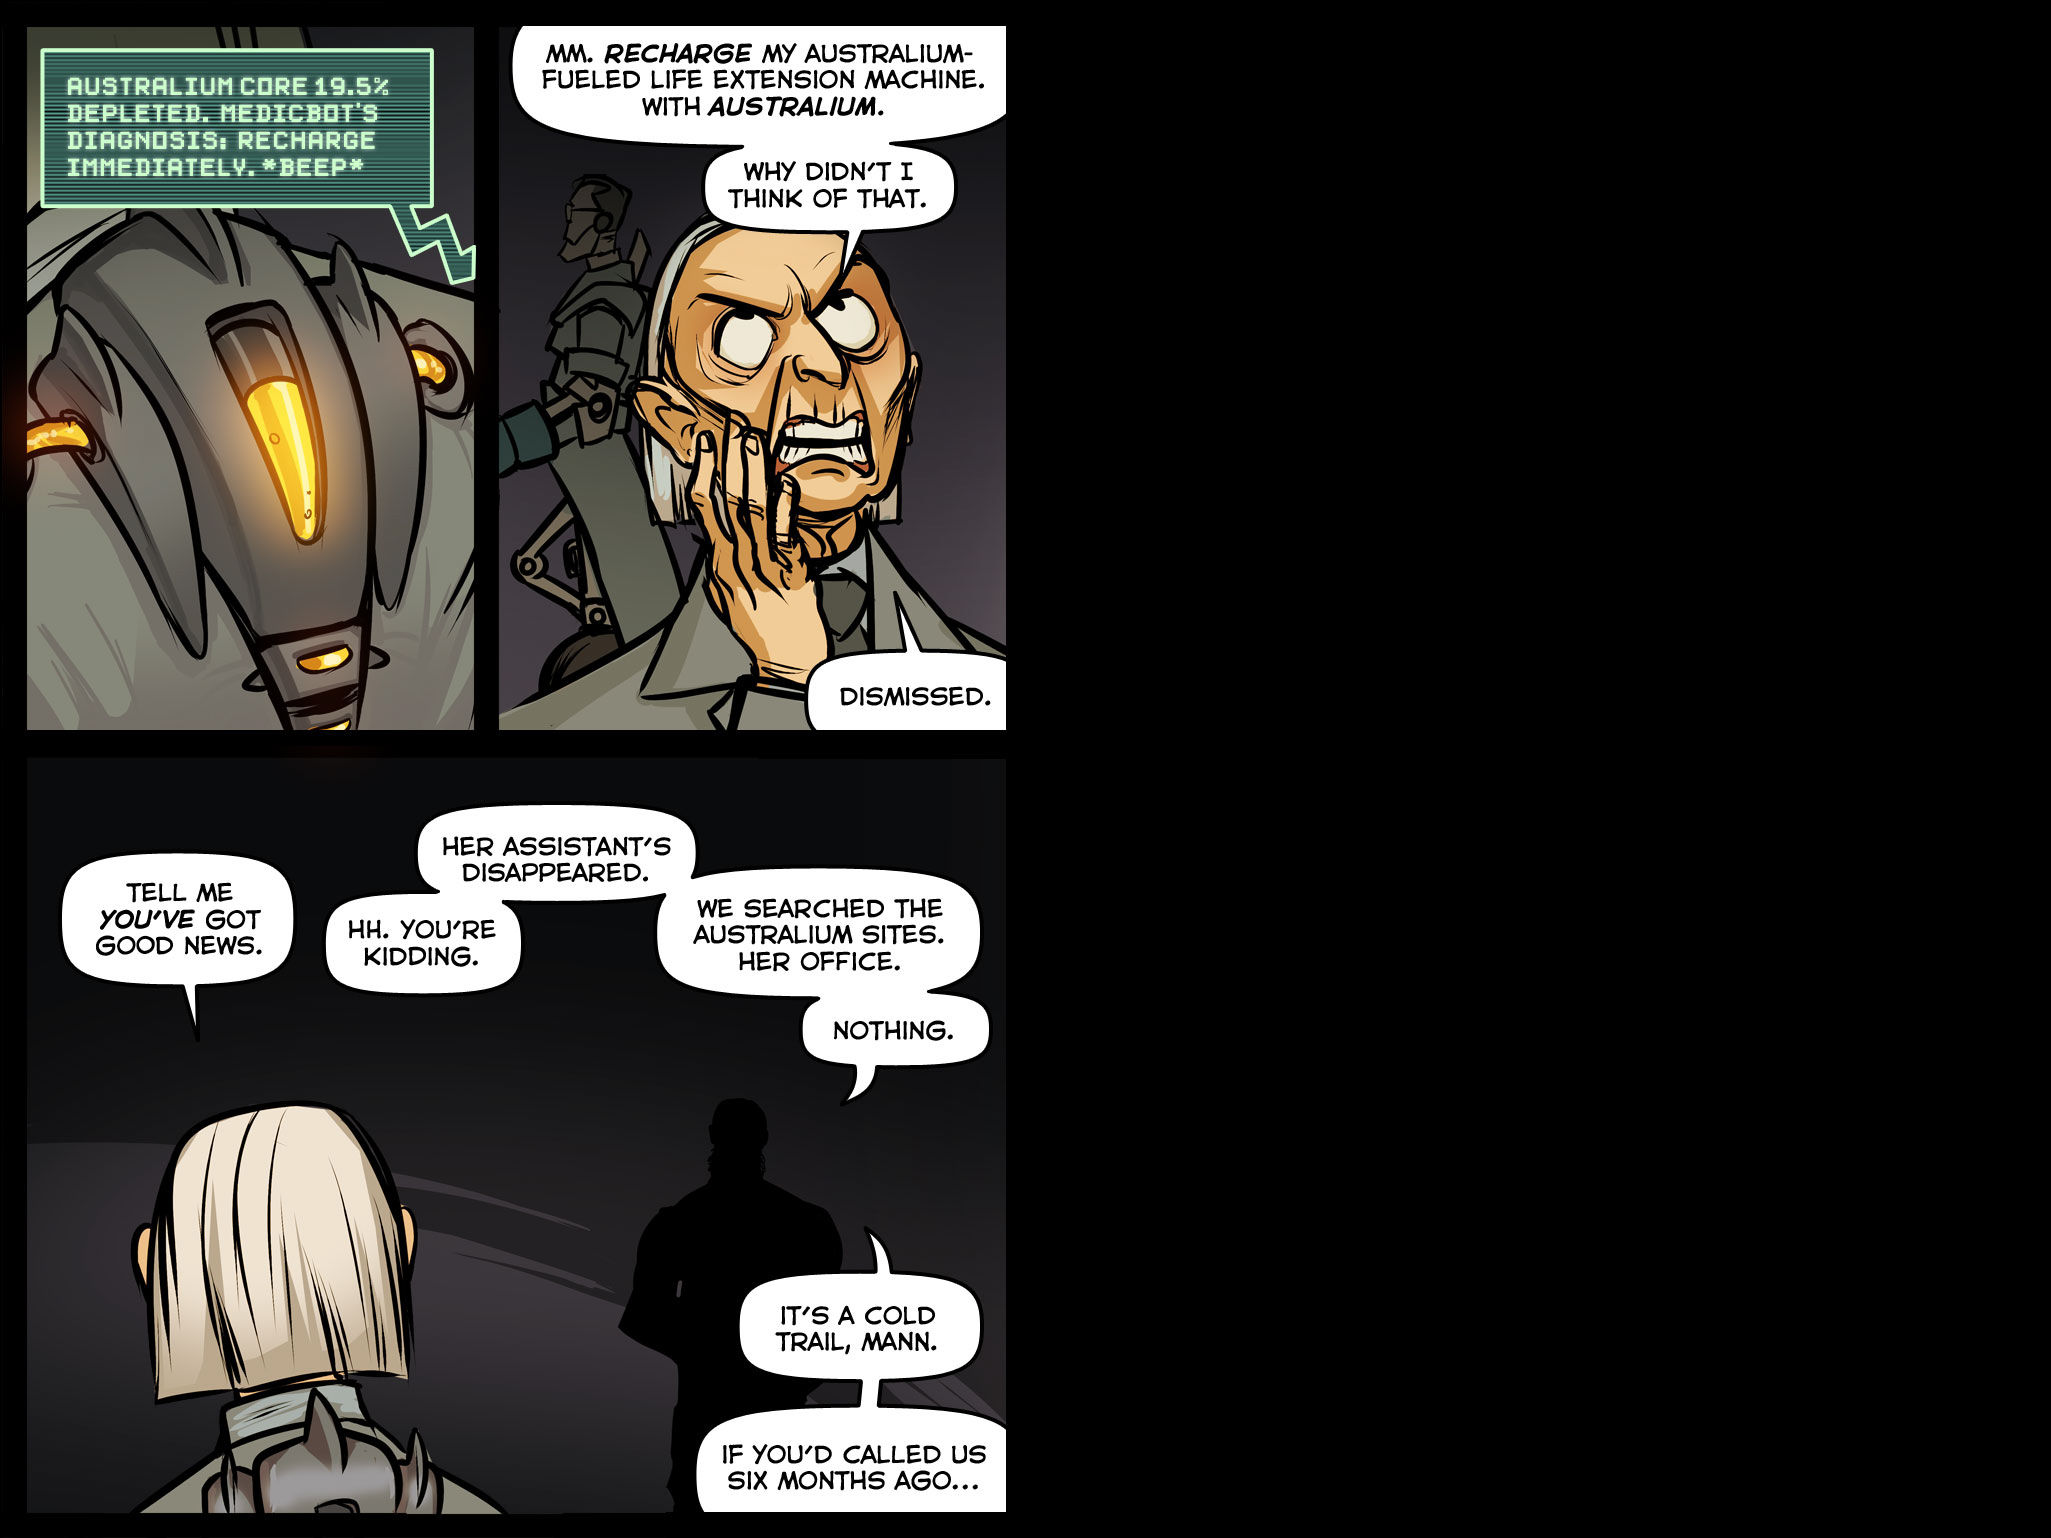 AUSTRALIUM CORE 19.5%
DEPLETED. MEDICBOT'S
DIAGNOSIS: RECHARGE
IMMEDIATELY. *BEEP*
MM. RECHARGE MY AUSTRALIUM-
FUELED LIFE EXTENSION MACHINE.
WITH AUSTRALIUM.
WHY DIDN'T I
THINK OF THAT.
DISMISSED.
TELL ME
YOU'VE GOT
GOOD NEWS.
HER ASSISTANT'S
DISAPPEARED.
HH. YOU'RE
KIDDING.
WE SEARCHED THE
AUSTRALIUM SITES.
HER OFFICE.
NOTHING.
IT'S A COLD
TRAIL, MANN.
IF YOU'D CALLED US
SIX MONTHS AGO...